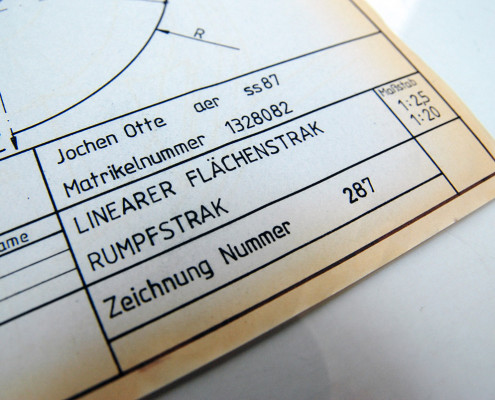 R
Jochen Otte aer ss87
Matrikelnummer 1328082
Maßstab
1:2,5
1:20
LINEARER FLÄCHENSTRAK
RUMPFSTRAK
ame
Zeichnung Nummer 287